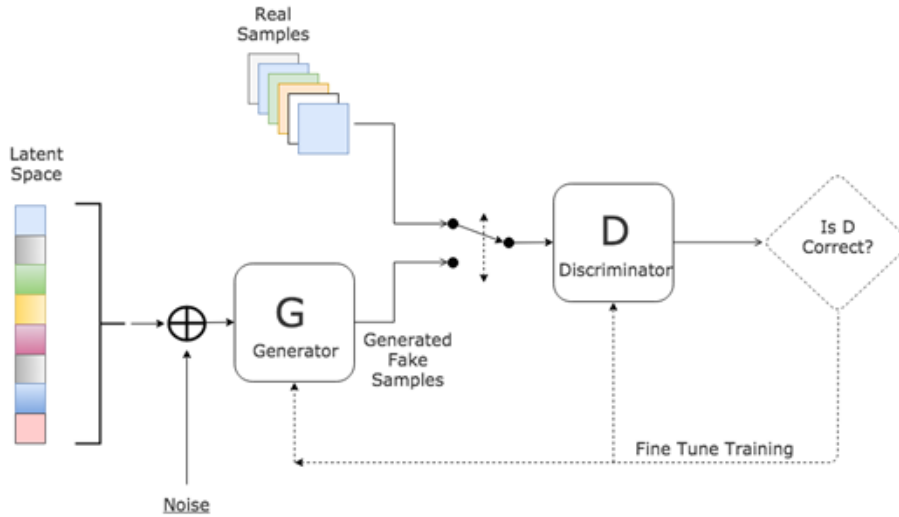 Real
Samples
Latent
Space
D
Discriminator
Is D
Correct?
G
Generator
Generated
Fake
Samples
Fine Tune Training
Noise